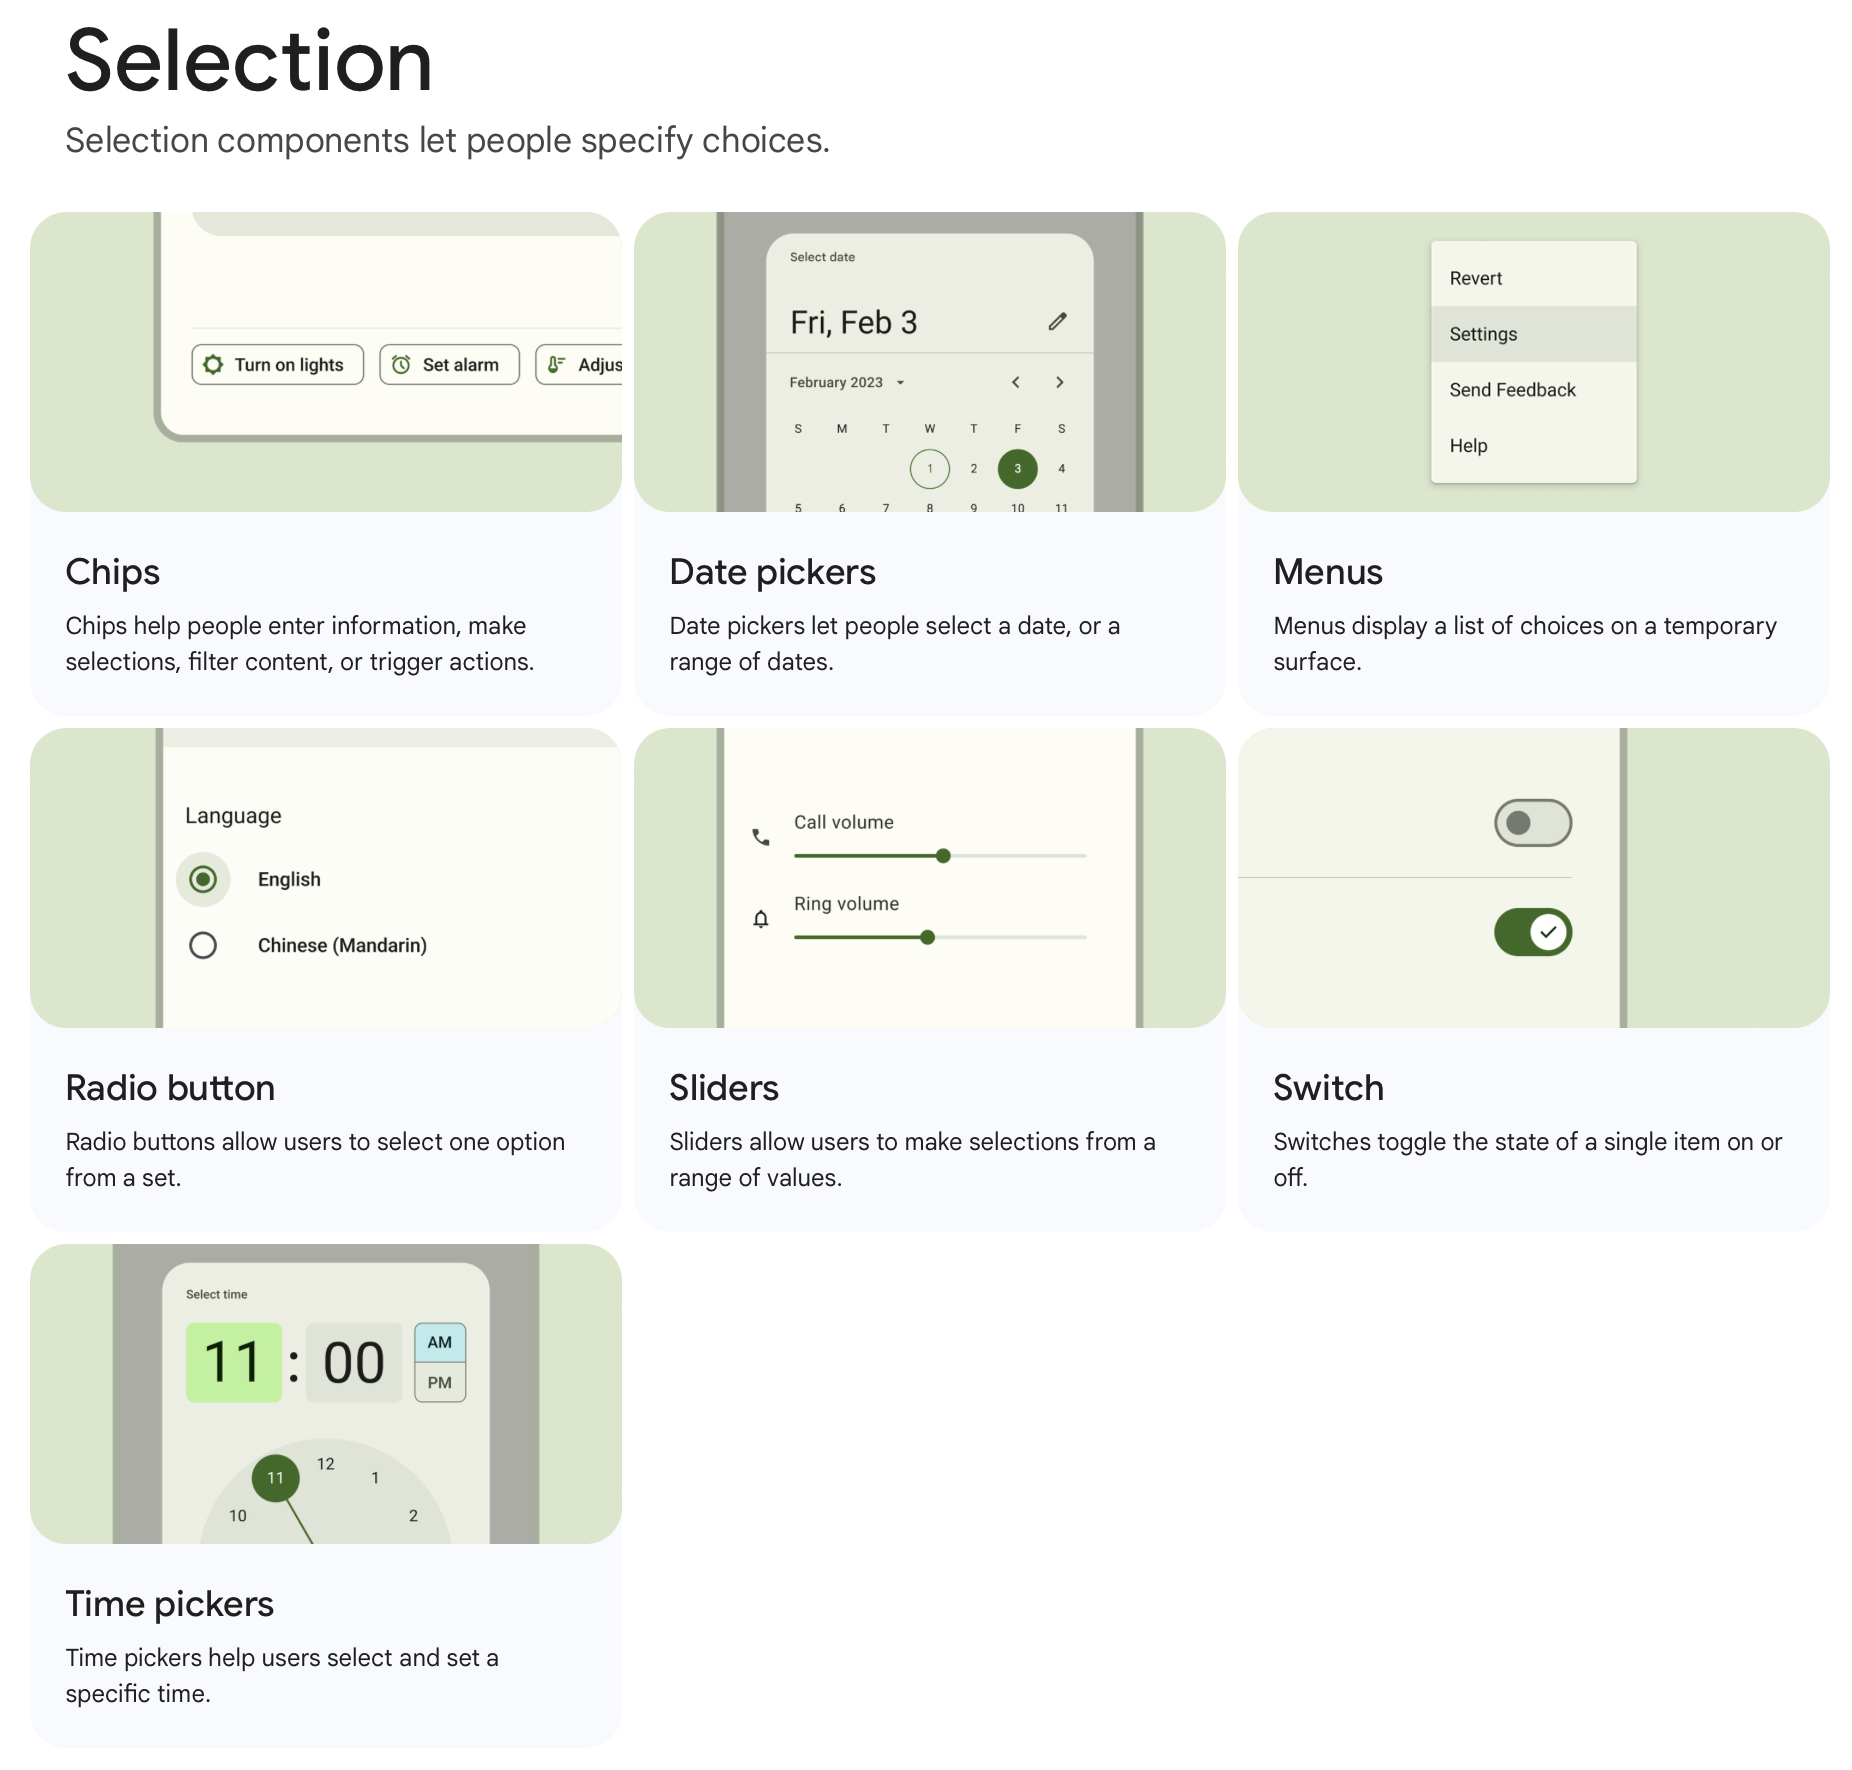 Selection
Selection components let people specify choices.
Turn on lights
Set alarm
Adjus
Chips
Chips help people enter information, make
selections, filter content, or trigger actions.
Select date
Fri, Feb 3
February 2023
S M T W T F S
1 2 3 4
5 6 7 8 9 10 11
Date pickers
Date pickers let people select a date, or a
range of dates.
Revert
Settings
Send Feedback
Help
Menus
Menus display a list of choices on a temporary
surface.
Language
English
Chinese (Mandarin)
Radio button
Radio buttons allow users to select one option
from a set.
Call volume
Ring volume
Sliders
Sliders allow users to make selections from a
range of values.
Switch
Switches toggle the state of a single item on or
off.
Select time
11 : 00
AM
PM
12
11
1
10
2
Time pickers
Time pickers help users select and set a
specific time.